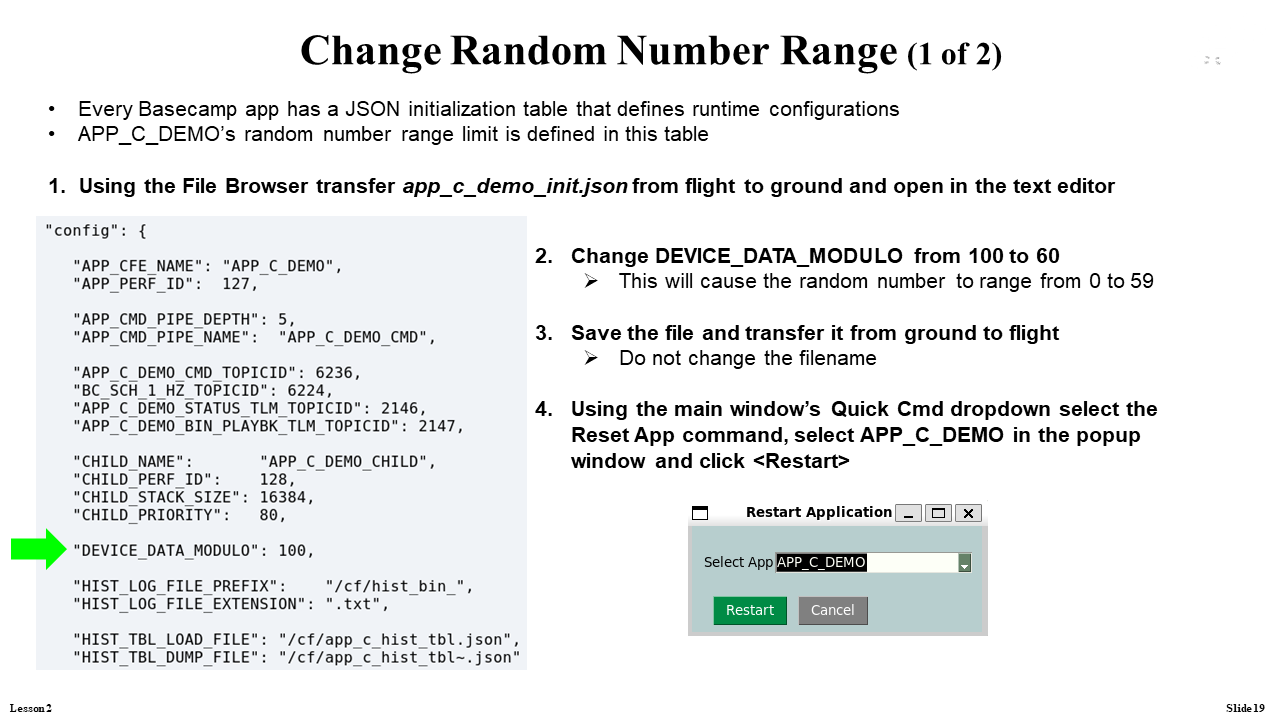 Change Random Number Range (1 of 2)
• Every Basecamp app has a JSON initialization table that defines runtime configurations
• APP_C_DEMO’s random number range limit is defined in this table
1. Using the File Browser transfer app_c_demo_init.json from flight to ground and open in the text editor
"config": {
"APP_CFE_NAME": "APP_C_DEMO",
"APP_PERF_ID":  127,
"APP_CMD_PIPE_DEPTH": 5,
"APP_CMD_PIPE_NAME":  "APP_C_DEMO_CMD",
"APP_C_DEMO_CMD_TOPICID": 6236,
"BC_SCH_1_HZ_TOPICID": 6224,
"APP_C_DEMO_STATUS_TLM_TOPICID": 2146,
"APP_C_DEMO_BIN_PLAYBK_TLM_TOPICID": 2147,
"CHILD_NAME":       "APP_C_DEMO_CHILD",
"CHILD_PERF_ID":    128,
"CHILD_STACK_SIZE": 16384,
"CHILD_PRIORITY":   80,
"DEVICE_DATA_MODULO": 100,
"HIST_LOG_FILE_PREFIX":    "/cf/hist_bin_",
"HIST_LOG_FILE_EXTENSION": ".txt",
"HIST_TBL_LOAD_FILE": "/cf/app_c_hist_tbl.json",
"HIST_TBL_DUMP_FILE": "/cf/app_c_hist_tbl~.json"
2. Change DEVICE_DATA_MODULO from 100 to 60
➢ This will cause the random number to range from 0 to 59
3. Save the file and transfer it from ground to flight
➢ Do not change the filename
4. Using the main window’s Quick Cmd dropdown select the
Reset App command, select APP_C_DEMO in the popup
window and click <Restart>
Restart Application
Select App APP_C_DEMO
Restart Cancel
Lesson 2
Slide 19